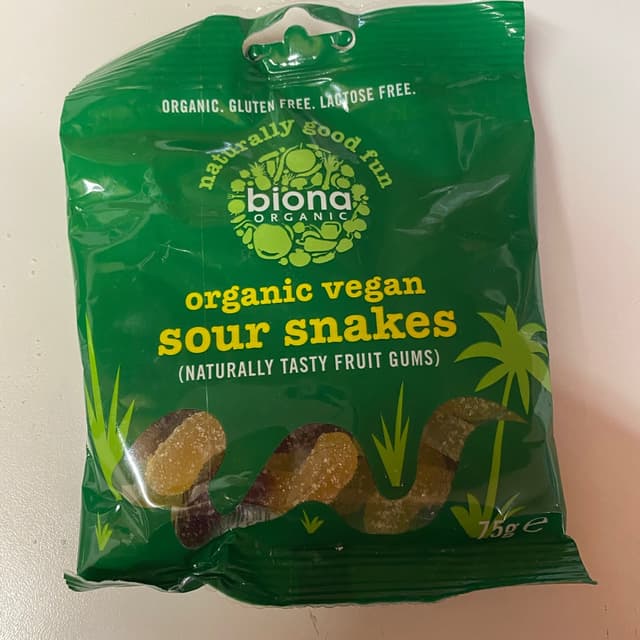 ORGANIC. GLUTEN FREE. LACTOSE FREE.
naturally good fun
biona
ORGANIC
organic vegan
sour snakes
(NATURALLY TASTY FRUIT GUMS)
75g e